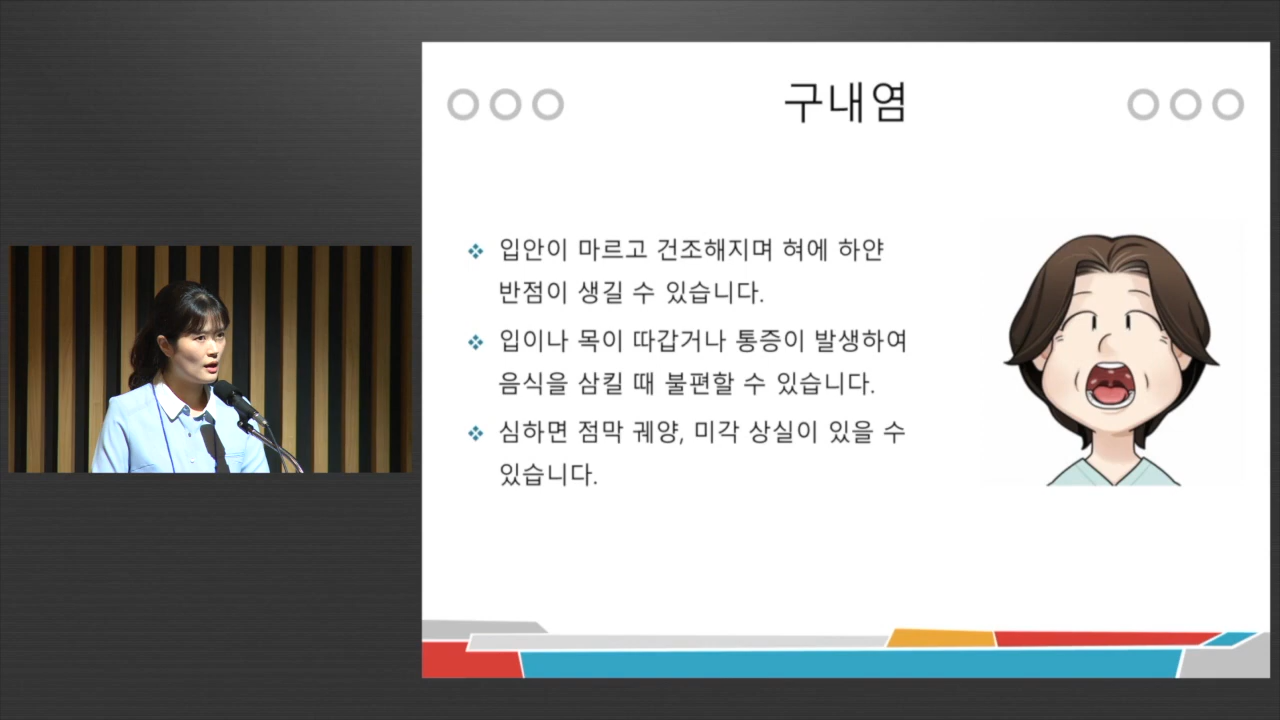 구내염
입안이 마르고 건조해지며 혀에 하얀
반점이 생길 수 있습니다.
입이나 목이 따갑거나 통증이 발생하여
음식을 삼킬 때 불편할 수 있습니다.
심하면 점막 궤양, 미각 상실이 있을 수
있습니다.